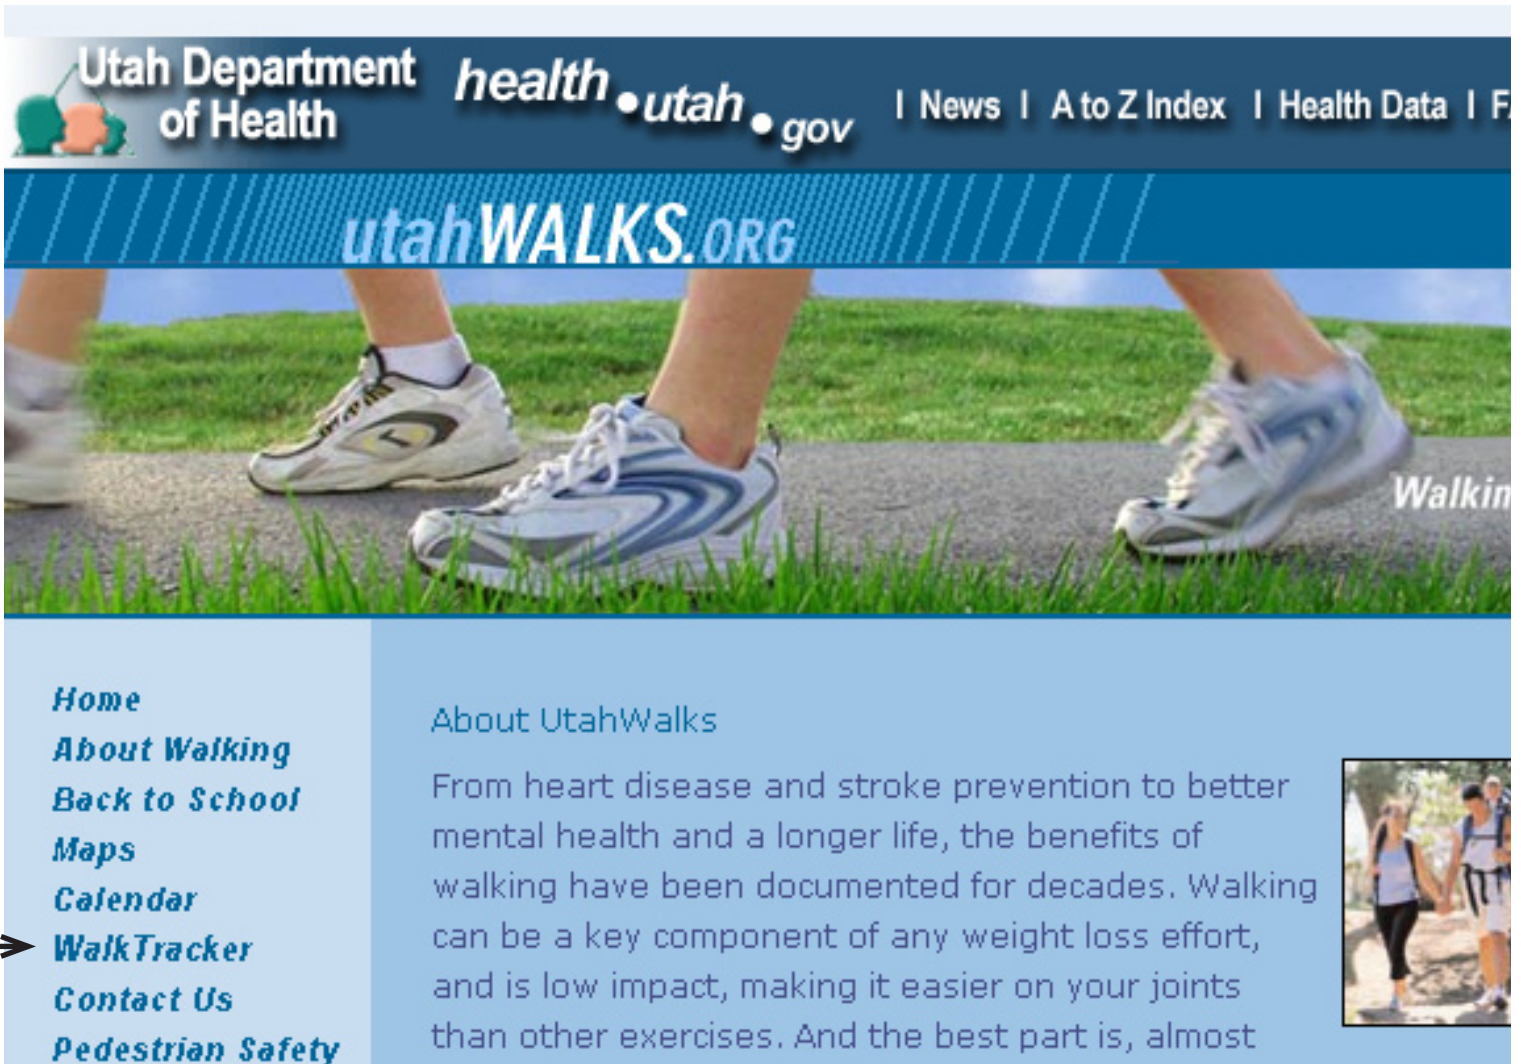 Utah Department
of Health
health.utah.gov
| News | A to Z Index | Health Data |
utahWALKS.ORG
Home
About Walking
Back to School
Maps
Calendar
WalkTracker
Contact Us
Pedestrian Safety
About UtahWalks
From heart disease and stroke prevention to better
mental health and a longer life, the benefits of
walking have been documented for decades. Walking
can be a key component of any weight loss effort,
and is low impact, making it easier on your joints
than other exercises. And the best part is, almost